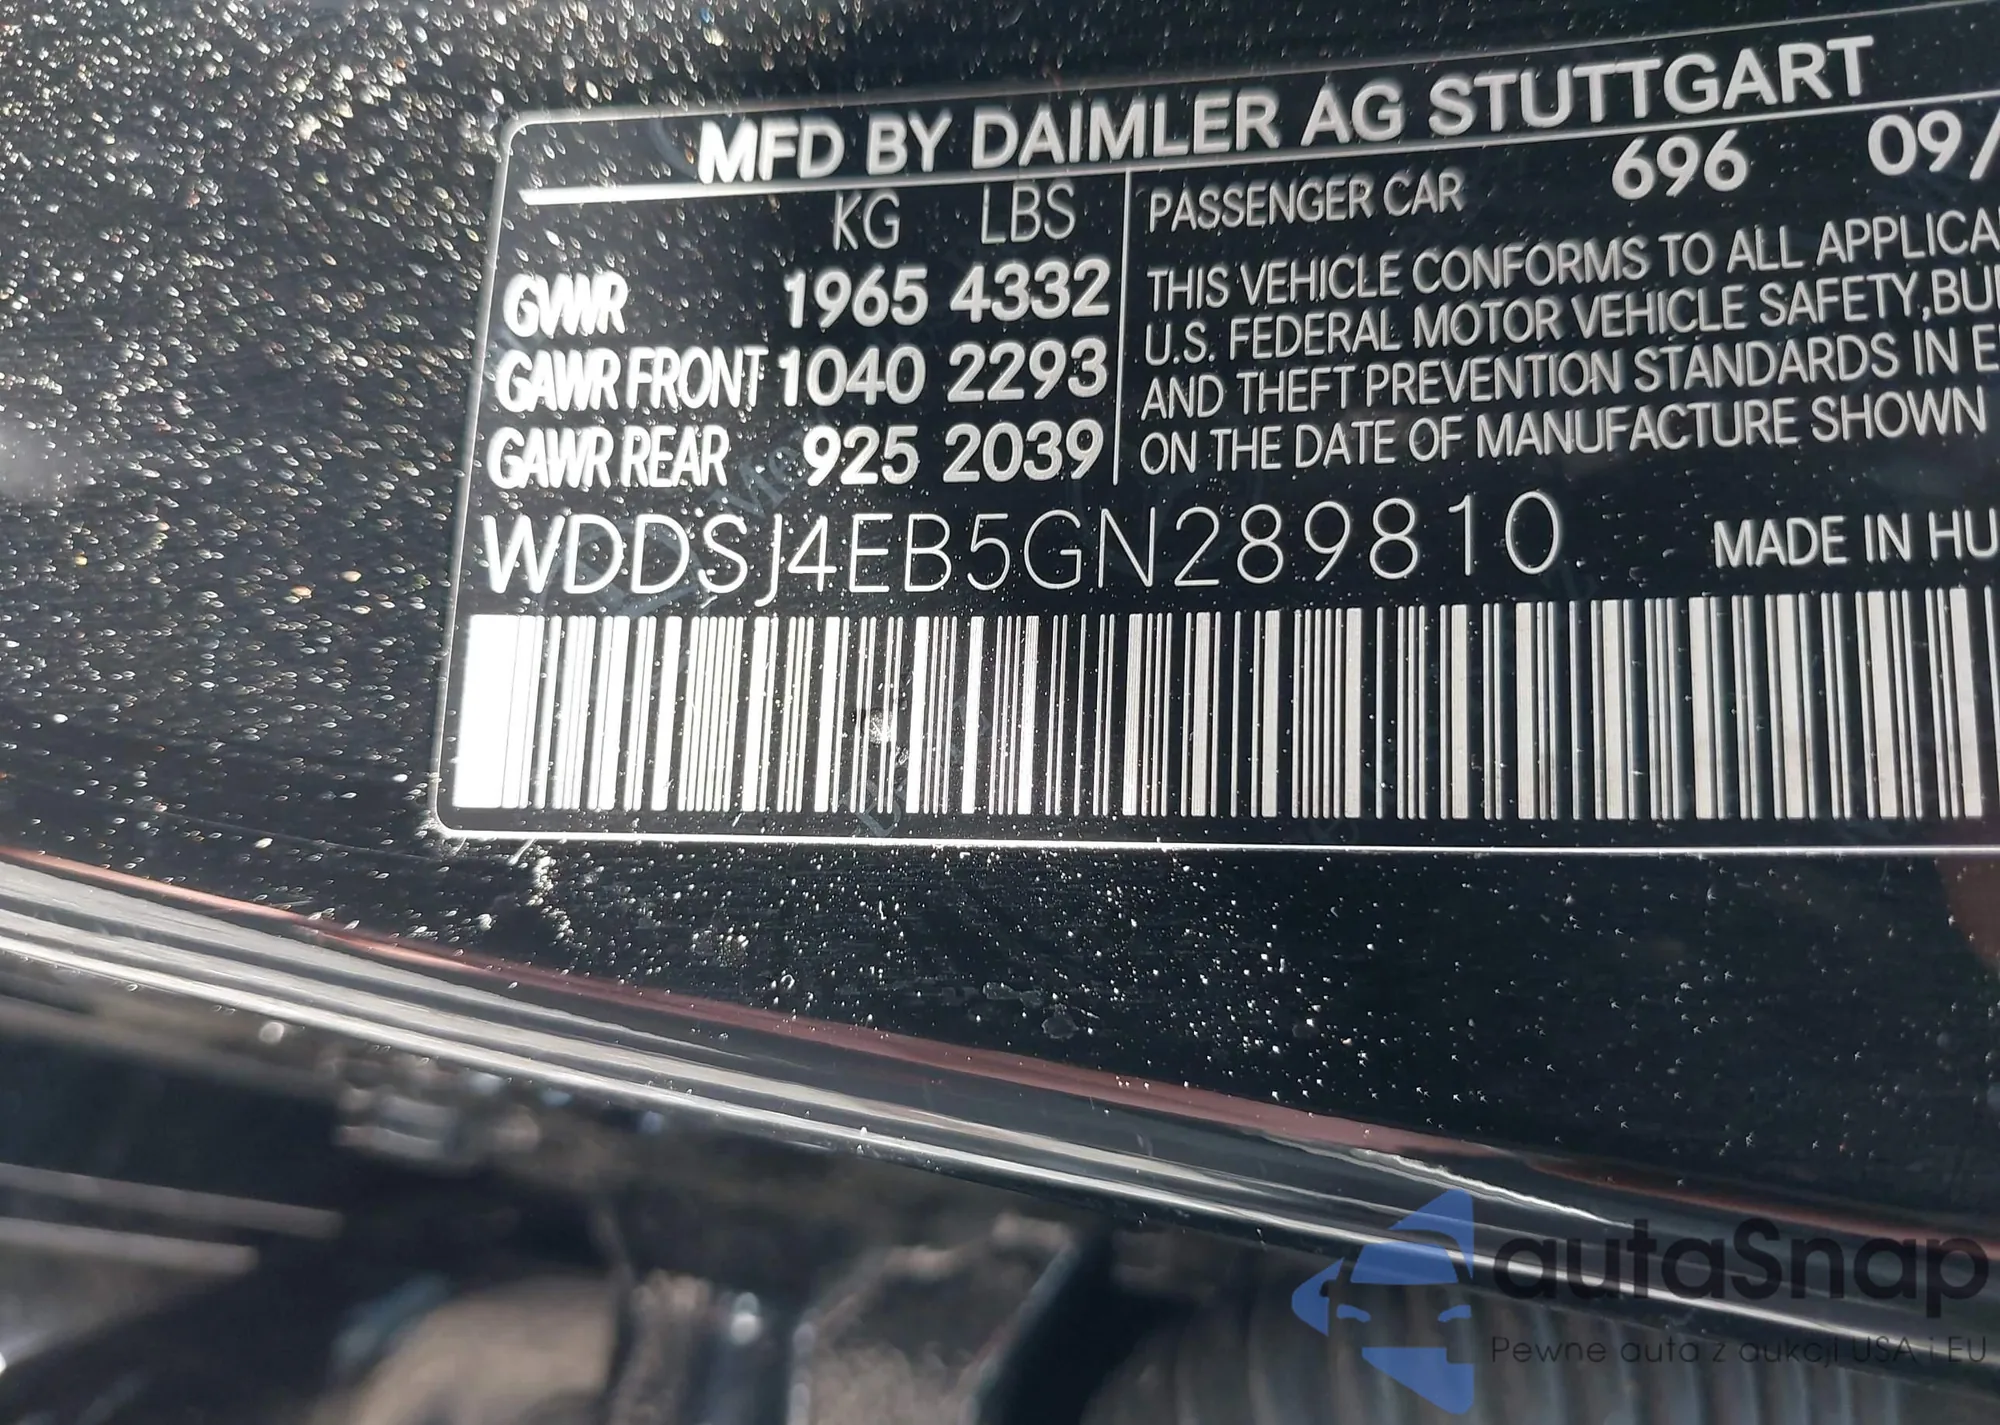 MFD BY DAIMLER AG STUTTGART
KG LBS
GVWR 1965 4332
GAWR FRONT 1040 2293
GAWR REAR 925 2039
PASSENGER CAR 696 09/
THIS VEHICLE CONFORMS TO ALL APPLICA
U.S. FEDERAL MOTOR VEHICLE SAFETY,BU
AND THEFT PREVENTION STANDARDS IN E
ON THE DATE OF MANUFACTURE SHOWN
WDDSJ4EB5GN289810
MADE IN HU
autaSnap
Pewne auta z aukcji USA i EU